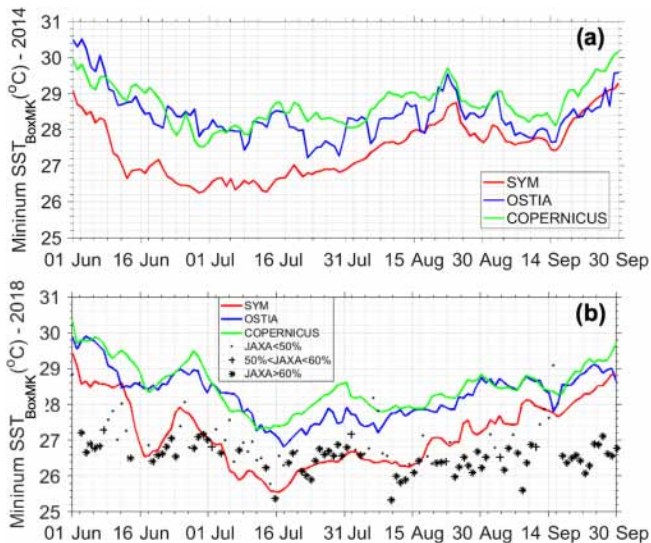 (a)
Mininum SST_BoxMK(°C) - 2014
31
30
29
28
27
26
25
SYM
OSTIA
COPERNICUS
01 Jun 16 Jun 01 Jul 16 Jul 31 Jul 15 Aug 30 Aug 14 Sep 30 Sep
(b)
Mininum SST_BoxMK(°C) - 2018
31
30
29
28
27
26
25
SYM
OSTIA
COPERNICUS
JAXA<50%
50%<JAXA<60%
JAXA>60%
01 Jun 16 Jun 01 Jul 16 Jul 31 Jul 15 Aug 30 Aug 14 Sep 30 Sep